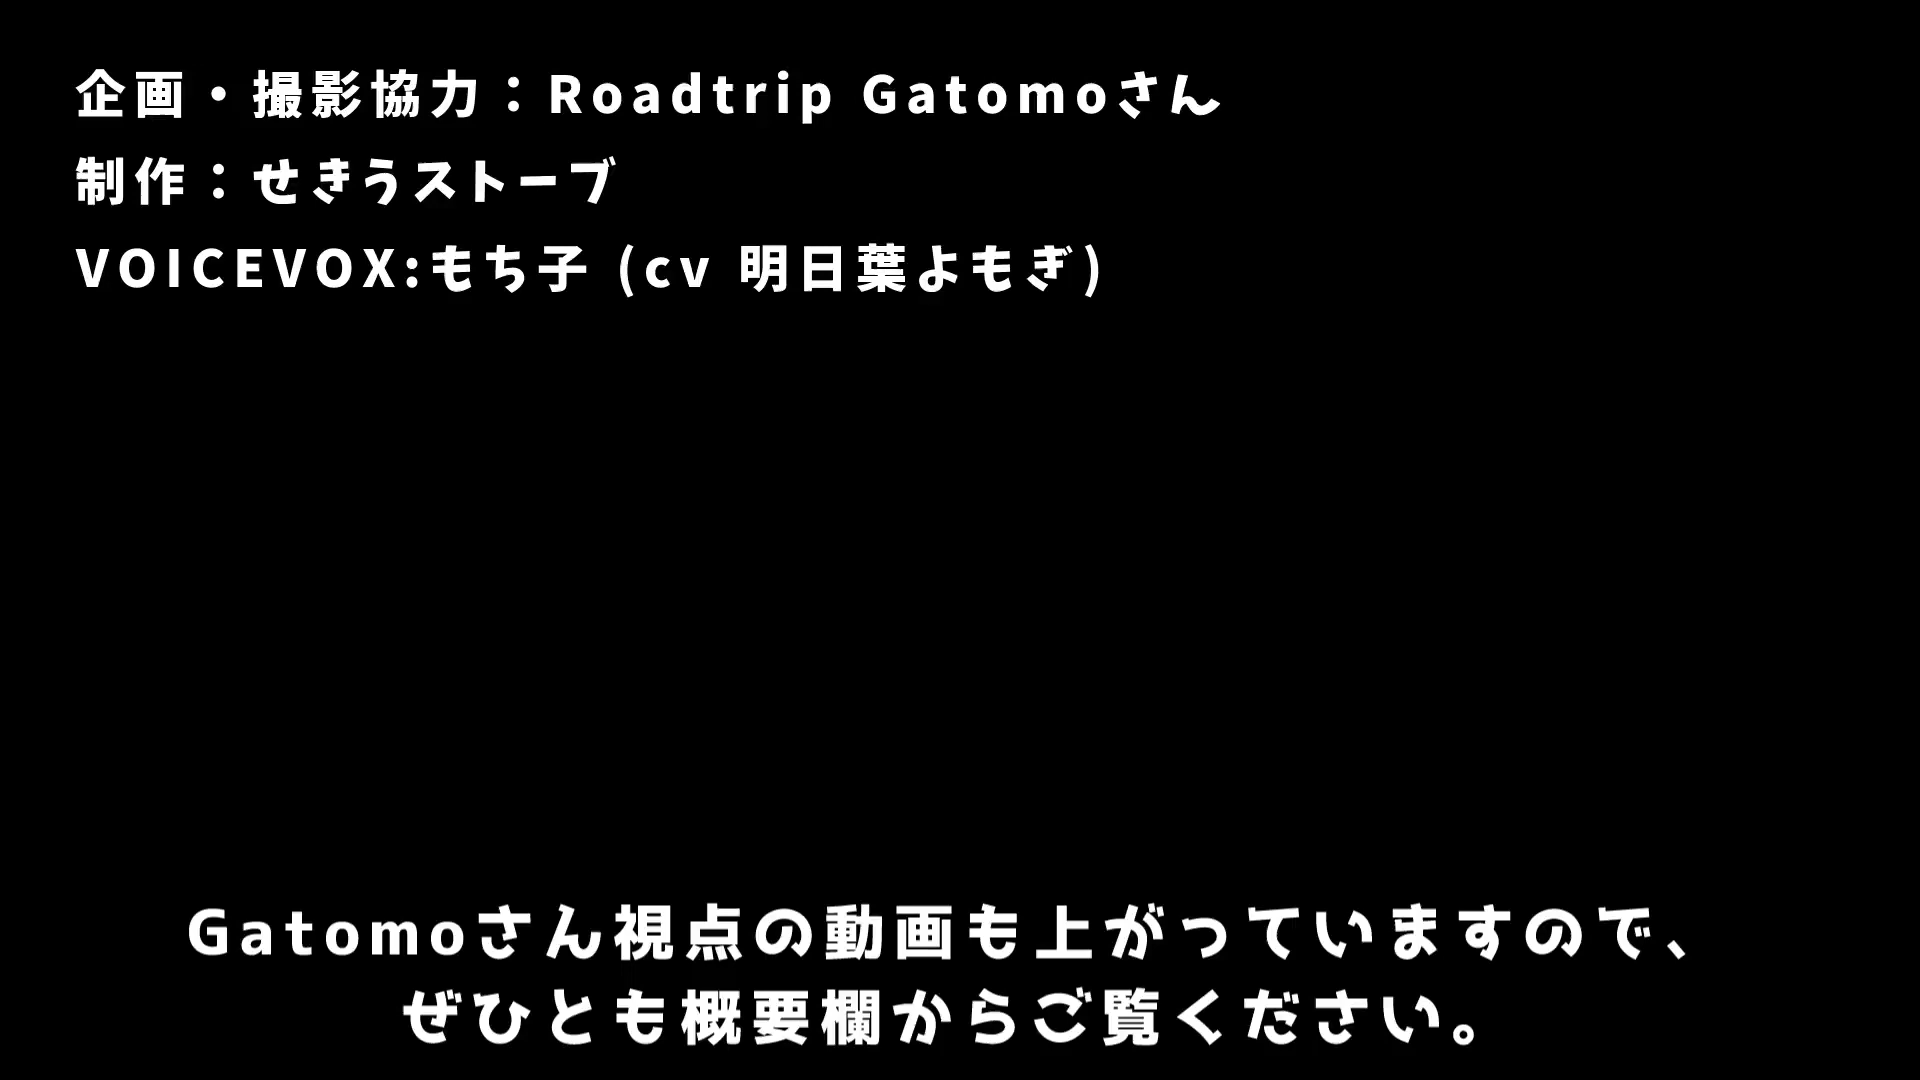 企画・撮影協力：Roadtrip Gatomoさん
制作：せきうストーブ
VOICEVOX:もち子 (cv 明日葉よもぎ)
Gatomoさん視点の動画も上がっていますので、
ぜひとも概要欄からご覧ください。